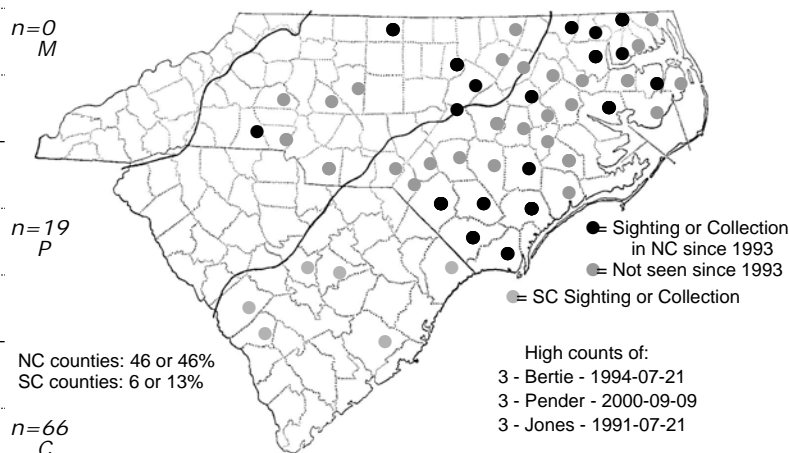 n=0
M
n=19
P
n=66
C
● = Sighting or Collection
in NC since 1993
● = Not seen since 1993
● = SC Sighting or Collection
NC counties: 46 or 46%
SC counties: 6 or 13%
High counts of:
3 - Bertie - 1994-07-21
3 - Pender - 2000-09-09
3 - Jones - 1991-07-21